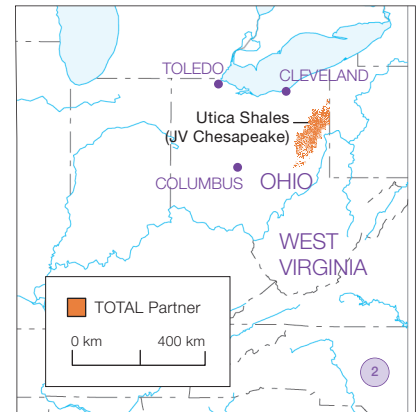 TOLEDO
CLEVELAND
Utica Shales
(JV Chesapeake)
COLUMBUS
OHIO
WEST
VIRGINIA
TOTAL Partner
0 km 400 km
2